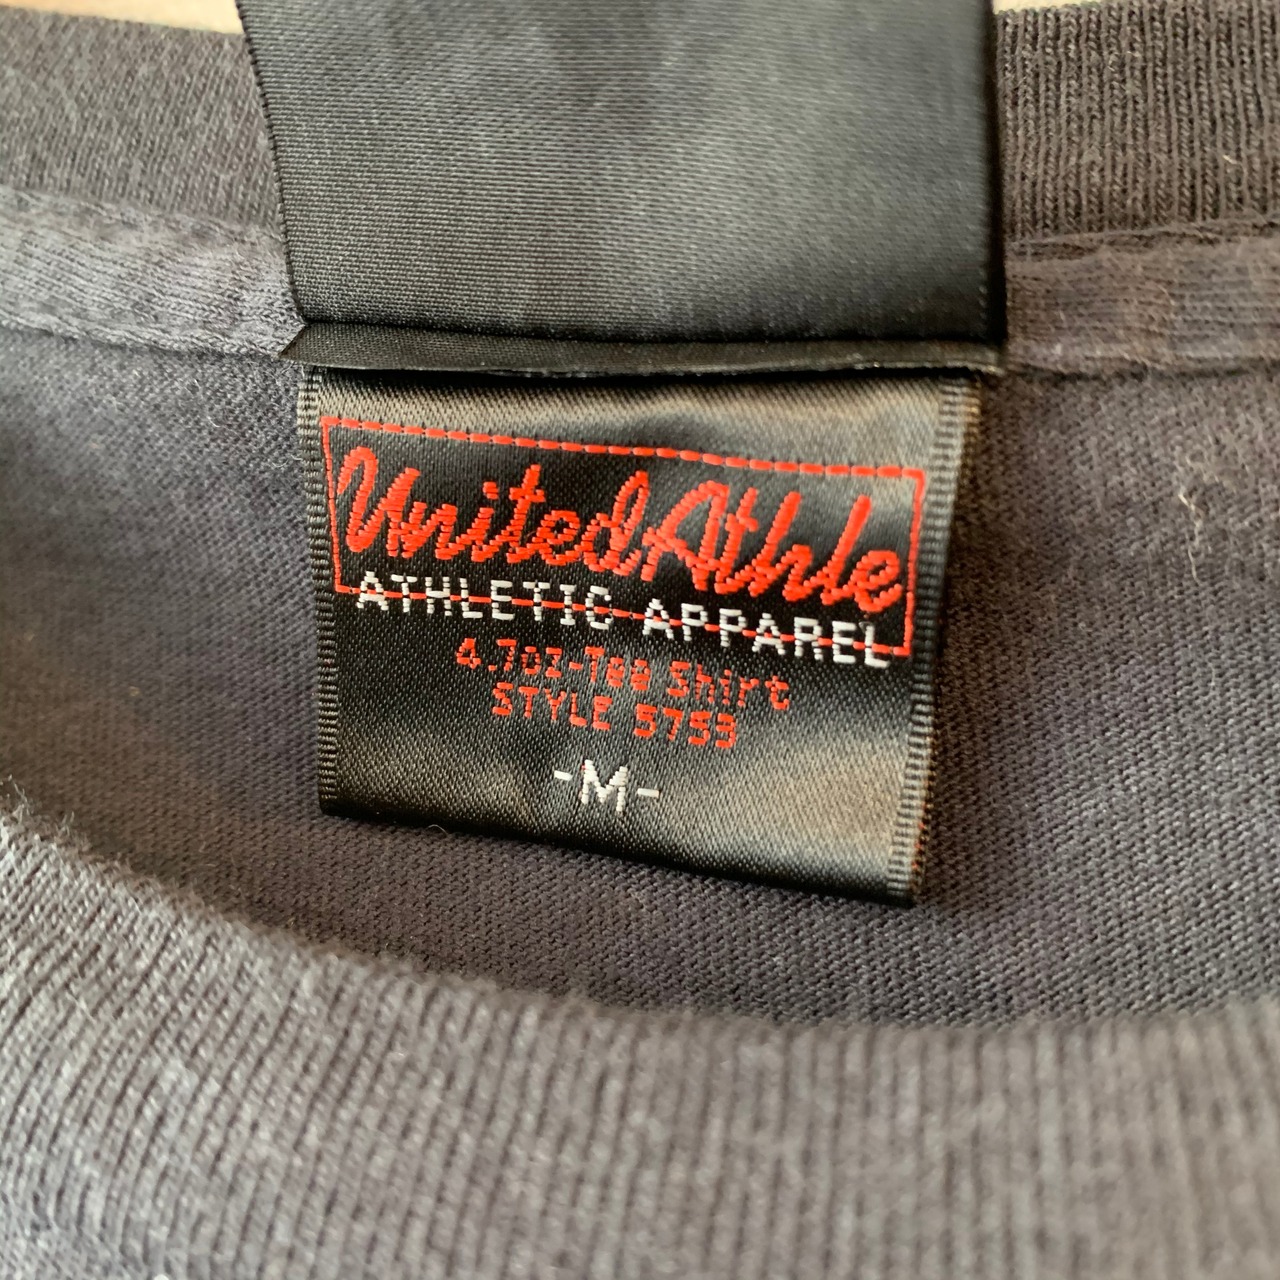 UnitedAthle
ATHLETIC APPAREL
4.7oz-Tee Shirt
STYLE 5753
-M-